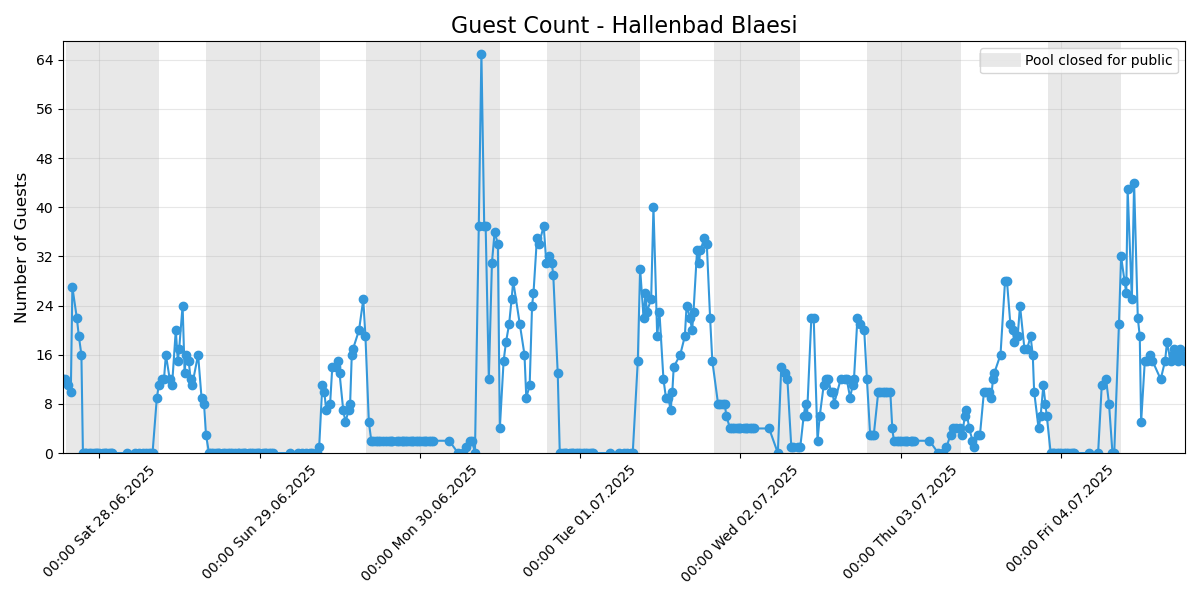 Guest Count - Hallenbad Blaesi
Pool closed for public
Number of Guests
64
56
48
40
32
24
16
8
0
00:00 Sat 28.06.2025
00:00 Sun 29.06.2025
00:00 Mon 30.06.2025
00:00 Tue 01.07.2025
00:00 Wed 02.07.2025
00:00 Thu 03.07.2025
00:00 Fri 04.07.2025